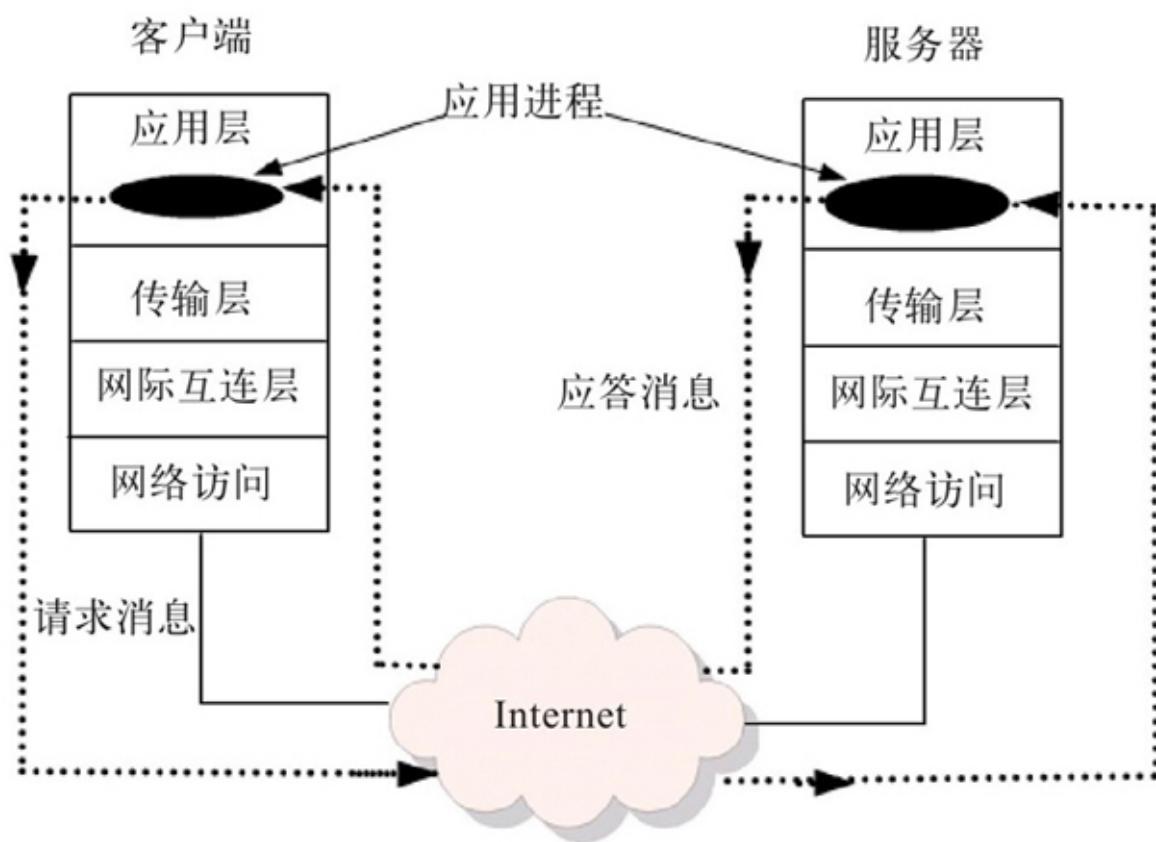 客户端
服务器
应用进程
应用层
应用层
传输层
传输层
网际互连层
应答消息
网际互连层
网络访问
网络访问
请求消息
Internet